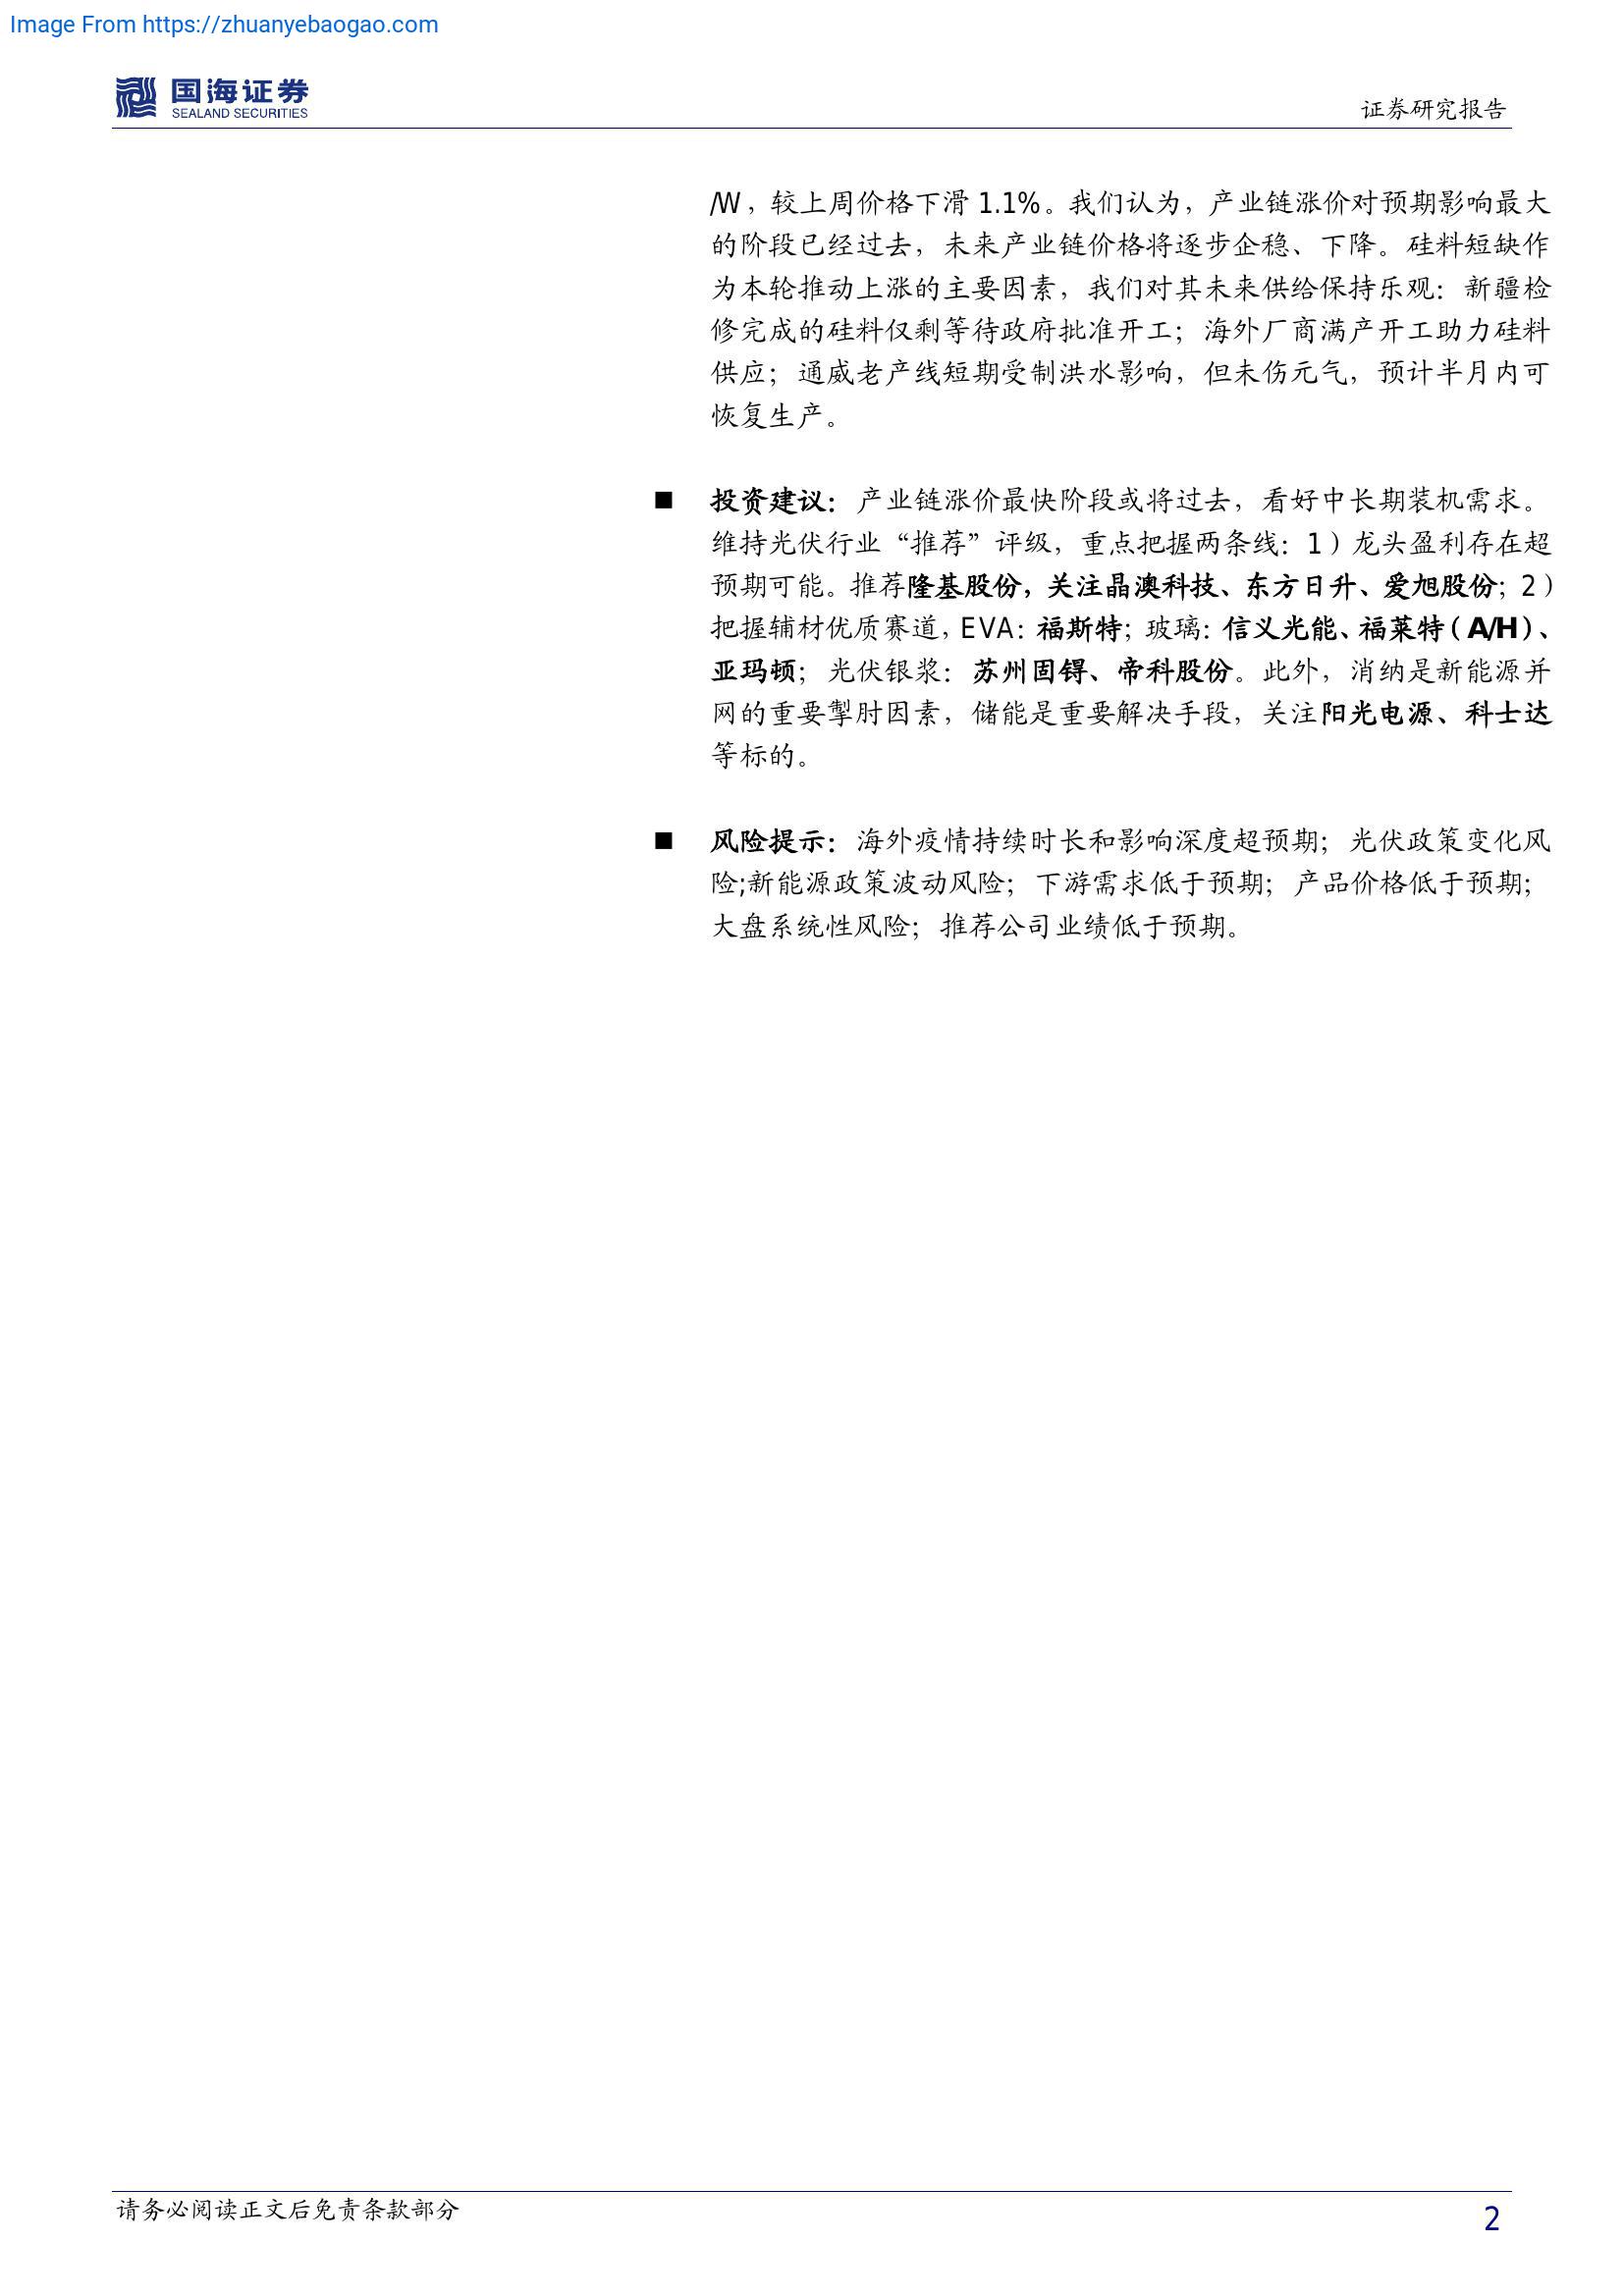 Image From https://zhuanyebaogao.com
国海证券
SEALAND SECURITIES
证券研究报告
/W，较上周价格下滑 1.1%。我们认为，产业链涨价对预期影响最大
的阶段已经过去，未来产业链价格将逐步企稳、下降。硅料短缺作
为本轮推动上涨的主要因素，我们对其未来供给保持乐观：新疆检
修完成的硅料仅剩等待政府批准开工；海外厂商满产开工助力硅料
供应；通威老产线短期受制洪水影响，但未伤元气，预计半月内可
恢复生产。
■ 投资建议：产业链涨价最快阶段或将过去，看好中长期装机需求。
维持光伏行业“推荐”评级，重点把握两条线：1）龙头盈利存在超
预期可能。推荐隆基股份，关注晶澳科技、东方日升、爱旭股份；2）
把握辅材优质赛道，EVA：福斯特；玻璃：信义光能、福莱特（A/H）、
亚玛顿；光伏银浆：苏州固锝、帝科股份。此外，消纳是新能源并
网的重要掣肘因素，储能是重要解决手段，关注阳光电源、科士达
等标的。
■ 风险提示：海外疫情持续时长和影响深度超预期；光伏政策变化风
险;新能源政策波动风险；下游需求低于预期；产品价格低于预期；
大盘系统性风险；推荐公司业绩低于预期。
请务必阅读正文后免责条款部分
2